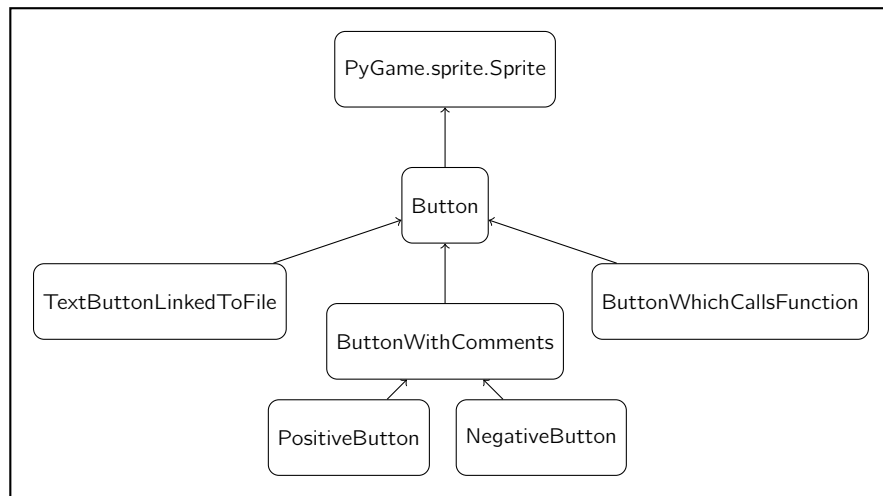 PyGame.sprite.Sprite
Button
TextButtonLinkedToFile
ButtonWhichCallsFunction
ButtonWithComments
PositiveButton
NegativeButton